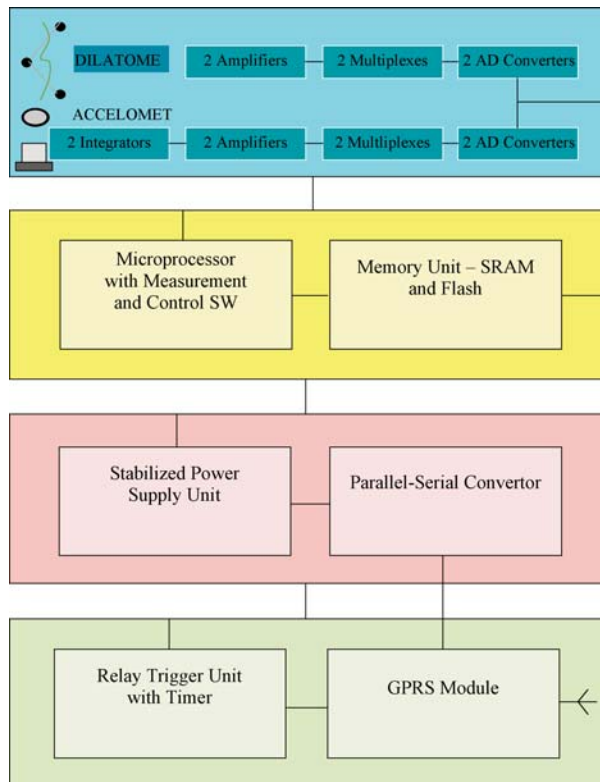 DILATOME
2 Amplifiers
2 Multiplexes
2 AD Converters
ACCELOMET
2 Integrators
2 Amplifiers
2 Multliplexes
2 AD Converters
Microprocessor
with Measurement
and Control SW
Memory Unit – SRAM
and Flash
Stabilized Power
Supply Unit
Parallel-Serial Convertor
Relay Trigger Unit
with Timer
GPRS Module